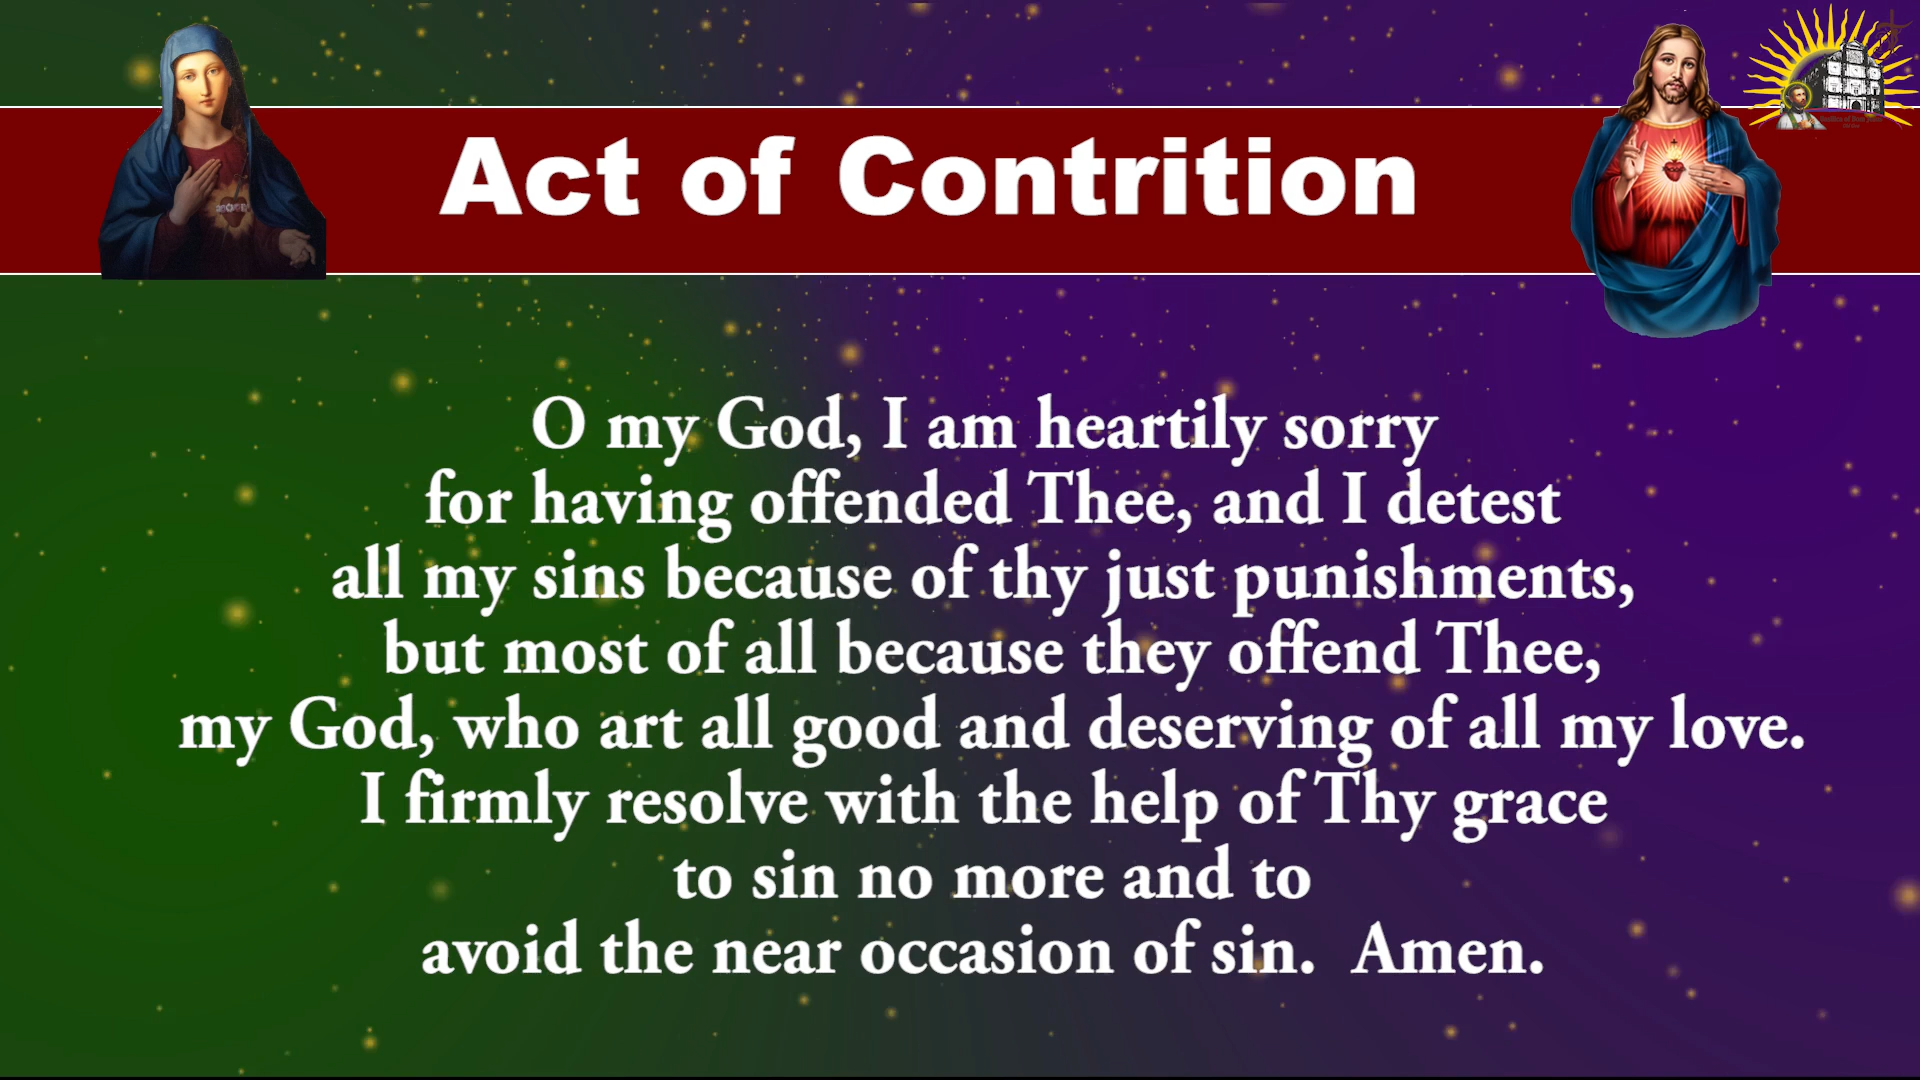 Act of Contrition
O my God, I am heartily sorry
for having offended Thee, and I detest
all my sins because of thy just punishments,
but most of all because they offend Thee,
my God, who art all good and deserving of all my love.
I firmly resolve with the help of Thy grace
to sin no more and to
avoid the near occasion of sin.  Amen.